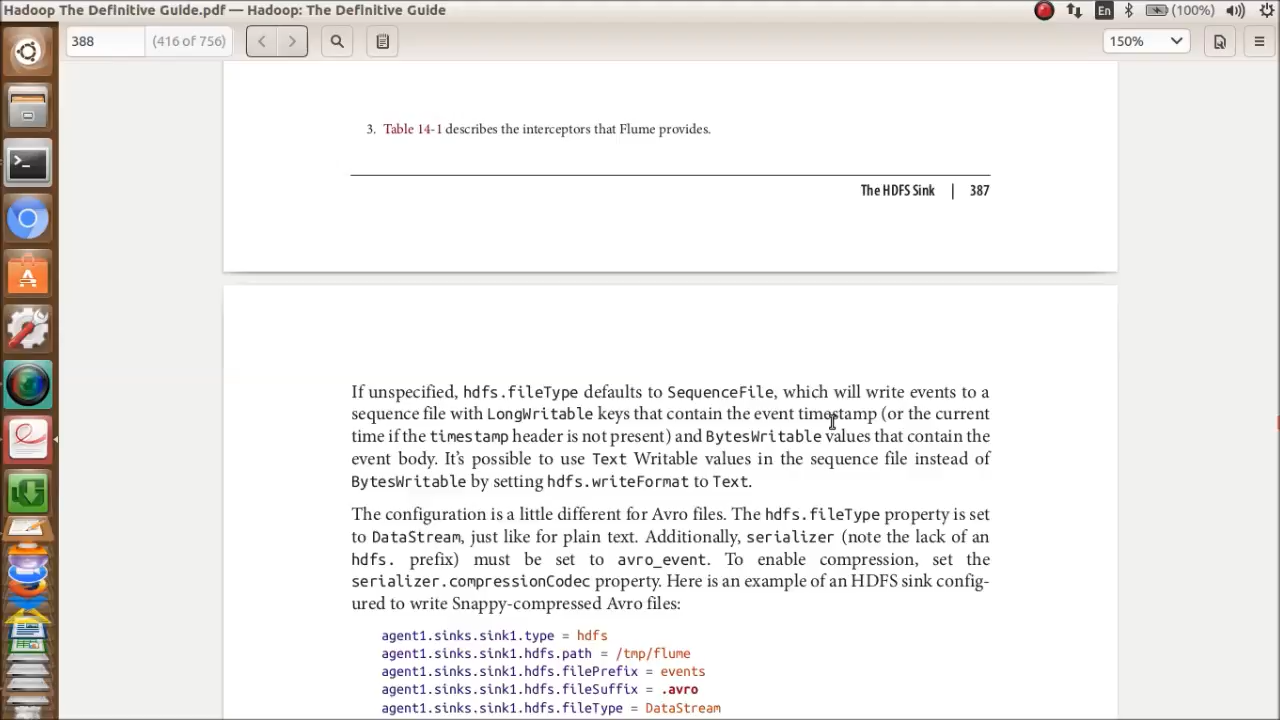 Hadoop The Definitive Guide.pdf — Hadoop: The Definitive Guide
En
(100%)
388
(416 of 756)
150%
3. Table 14-1 describes the interceptors that Flume provides.
The HDFS Sink | 387
If unspecified, hdfs.fileType defaults to SequenceFile, which will write events to a
sequence file with LongWritable keys that contain the event timestamp (or the current
time if the timestamp header is not present) and BytesWritable values that contain the
event body. It’s possible to use Text Writable values in the sequence file instead of
BytesWritable by setting hdfs.writeFormat to Text.
The configuration is a little different for Avro files. The hdfs.fileType property is set
to DataStream, just like for plain text. Additionally, serializer (note the lack of an
hdfs. prefix) must be set to avro_event. To enable compression, set the
serializer.compressionCodec property. Here is an example of an HDFS sink config-
ured to write Snappy-compressed Avro files:
agent1.sinks.sink1.type = hdfs
agent1.sinks.sink1.hdfs.path = /tmp/flume
agent1.sinks.sink1.hdfs.filePrefix = events
agent1.sinks.sink1.hdfs.fileSuffix = .avro
agent1.sinks.sink1.hdfs.fileType = DataStream